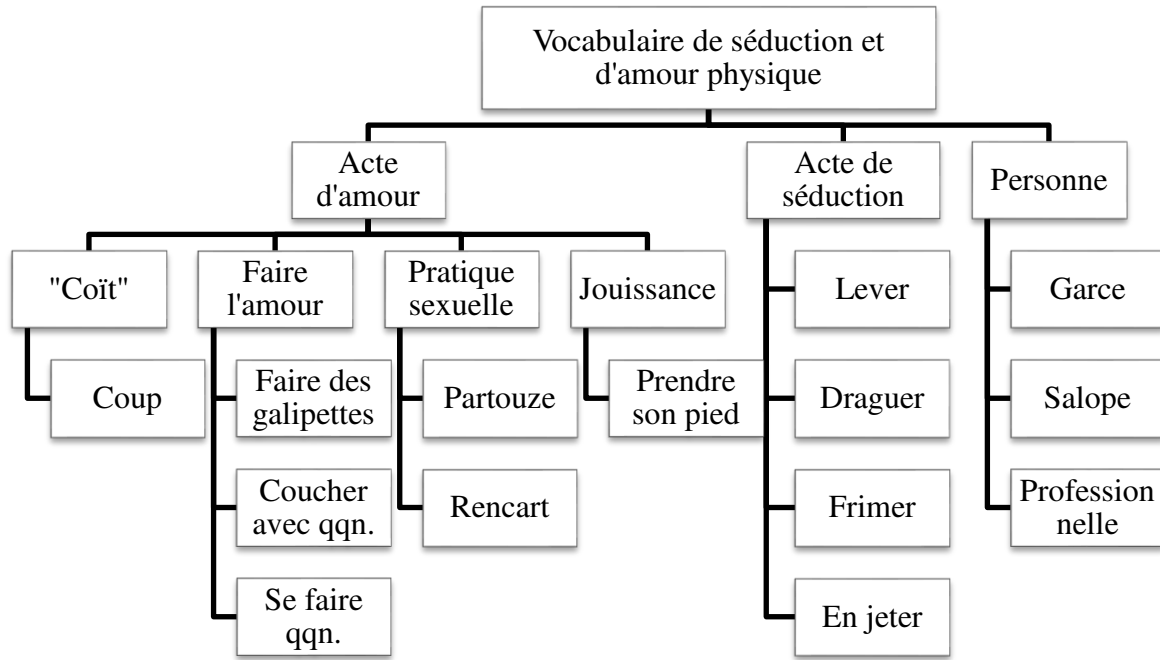 Vocabulaire de séduction et
d'amour physique
Acte
d'amour
Acte de
séduction
Personne
"Coït"
Faire
l'amour
Pratique
sexuelle
Jouissance
Lever
Garce
Coup
Faire des
galipettes
Partouze
Prendre
son pied
Draguer
Salope
Coucher
avec qqn.
Rencart
Frimer
Profession
nelle
Se faire
qqn.
En jeter